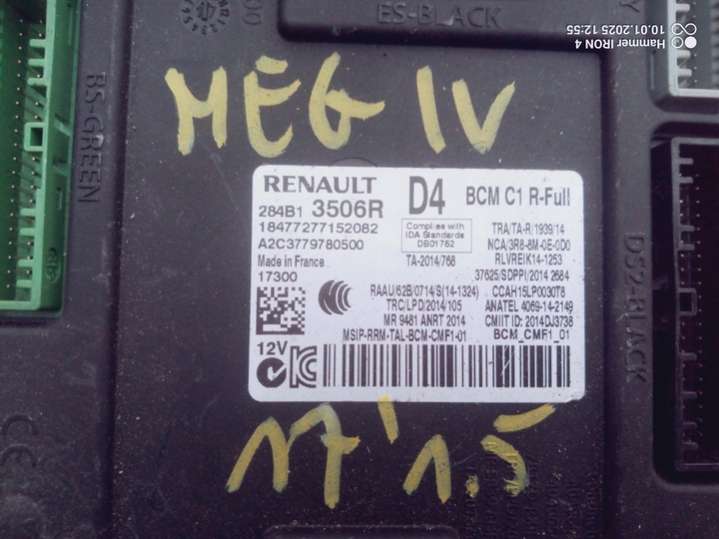 ES-BLACK
Hammer IRON 4
10.01.2025 12:55
BS-GREEN
MEG IV
RENAULT D4 BCM C1 R-Full
284B1 3506R
18477277152082
A2C3779780500
Made in France
17300
Complies with
IDA Standards
DB01752
TA-2014/768
TRA/TA-R/1939/14
NCA/3R8-8M-0E-0D0
RLVREIK14-1253
37625/SDPPI/2014 2684
RAAU/62B/0714/S(14-1324)
CCAH15LP0030T8
TRC/LPD/2014/105
ANATEL 4069-14-2149
MR 9481 ANRT 2014
CMIIT ID: 2014DJ3738
MSIP-RRM-TAL-BCM-CMF1-01
BCM_CMF1_01
12V
DS2-BLACK
CE
17' 1.5